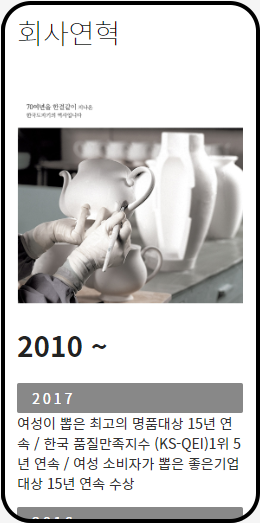 회사연혁
70여년을 한결같이 지나온
한국도자기의 역사입니다
2010 ~
2017
여성이 뽑은 최고의 명품대상 15년 연
속 / 한국 품질만족지수 (KS-QEI)1위 5
년 연속 / 여성 소비자가 뽑은 좋은기업
대상 15년 연속 수상